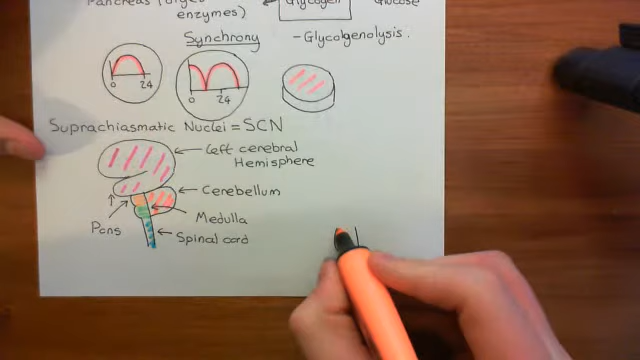 Pancreas (
enzymes)
Glycogen
Glucose
Synchrony
- Glycolgenolysis.
0 24
0 24
Suprachiasmatic Nuclei = SCN
Left cerebral
Hemisphere
Cerebellum
Medulla
Pons
Spinal cord